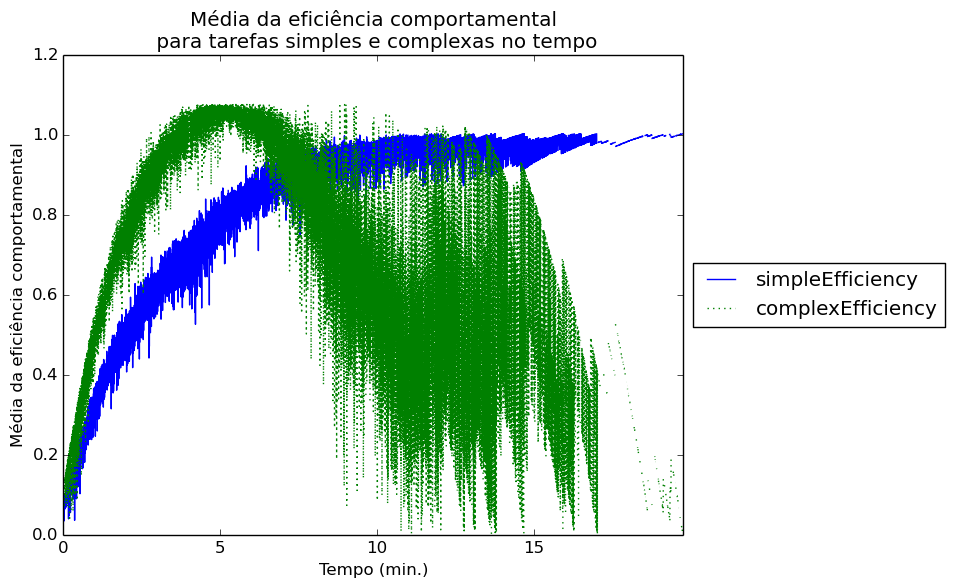 Média da eficiência comportamental
para tarefas simples e complexas no tempo
Média da eficiência comportamental
1.2
1.0
0.8
0.6
0.4
0.2
0.0
0
5
10
15
Tempo (min.)
simpleEfficiency
complexEfficiency